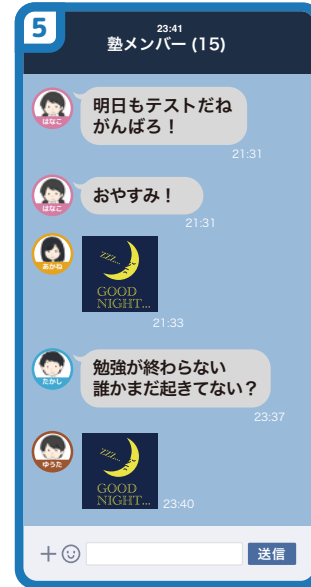 5
23:41
塾メンバー (15)
明日もテストだね
がんばろ！
はなこ
21:31
おやすみ！
はなこ
21:31
zzz...
GOOD
NIGHT...
あかね
21:33
勉強が終わらない
誰かまだ起きてない？
たかし
23:37
zzz...
GOOD
NIGHT...
ゆうた
23:40
送信